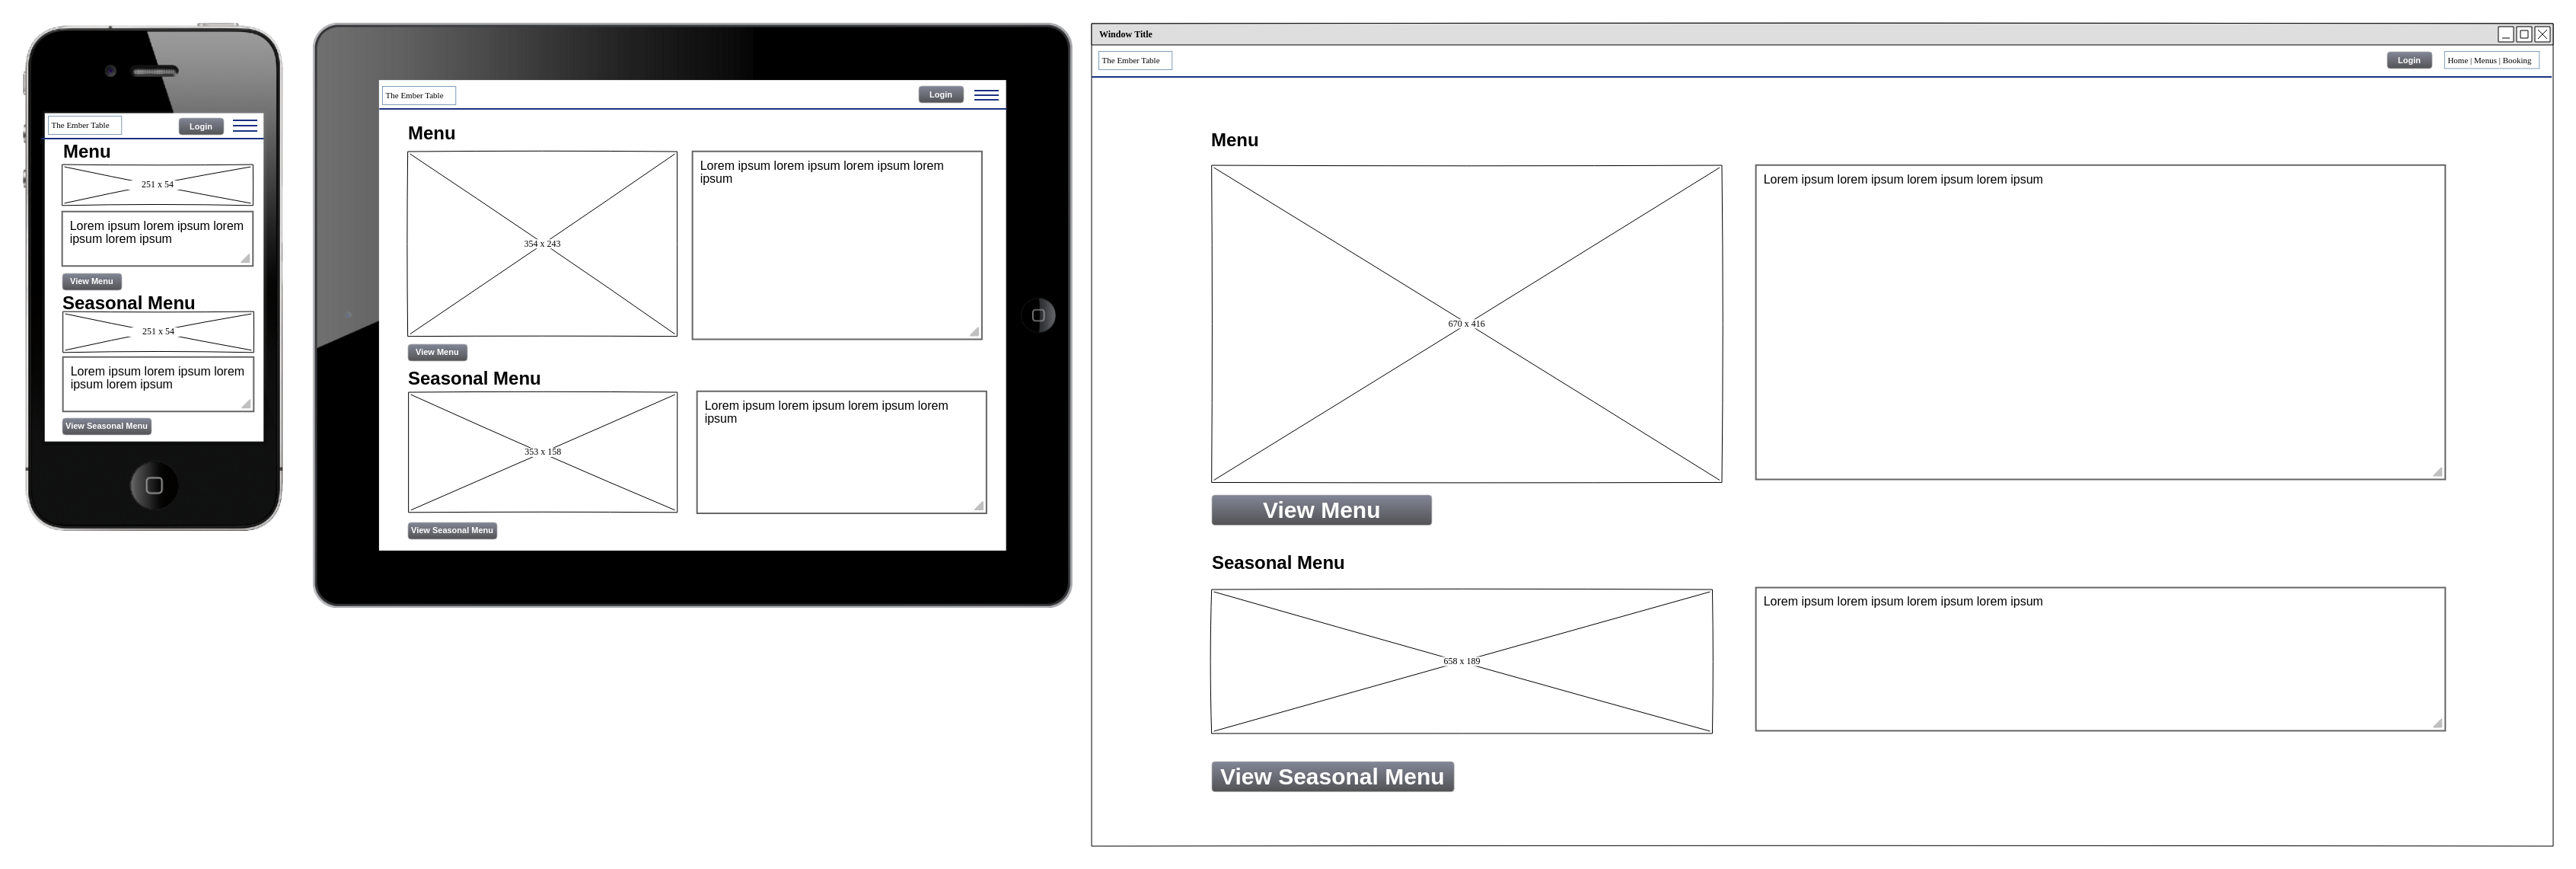 The Ember Table
Login
Menu
251 x 54
Lorem ipsum lorem ipsum lorem
ipsum lorem ipsum
View Menu
Seasonal Menu
251 x 54
Lorem ipsum lorem ipsum lorem
ipsum lorem ipsum
View Seasonal Menu
The Ember Table
Login
Menu
354 x 243
Lorem ipsum lorem ipsum lorem ipsum lorem
ipsum
View Menu
Seasonal Menu
353 x 158
Lorem ipsum lorem ipsum lorem ipsum lorem
ipsum
View Seasonal Menu
Window Title
The Ember Table
Login
Home | Menus | Booking
Menu
670 x 416
Lorem ipsum lorem ipsum lorem ipsum lorem ipsum
View Menu
Seasonal Menu
658 x 189
Lorem ipsum lorem ipsum lorem ipsum lorem ipsum
View Seasonal Menu